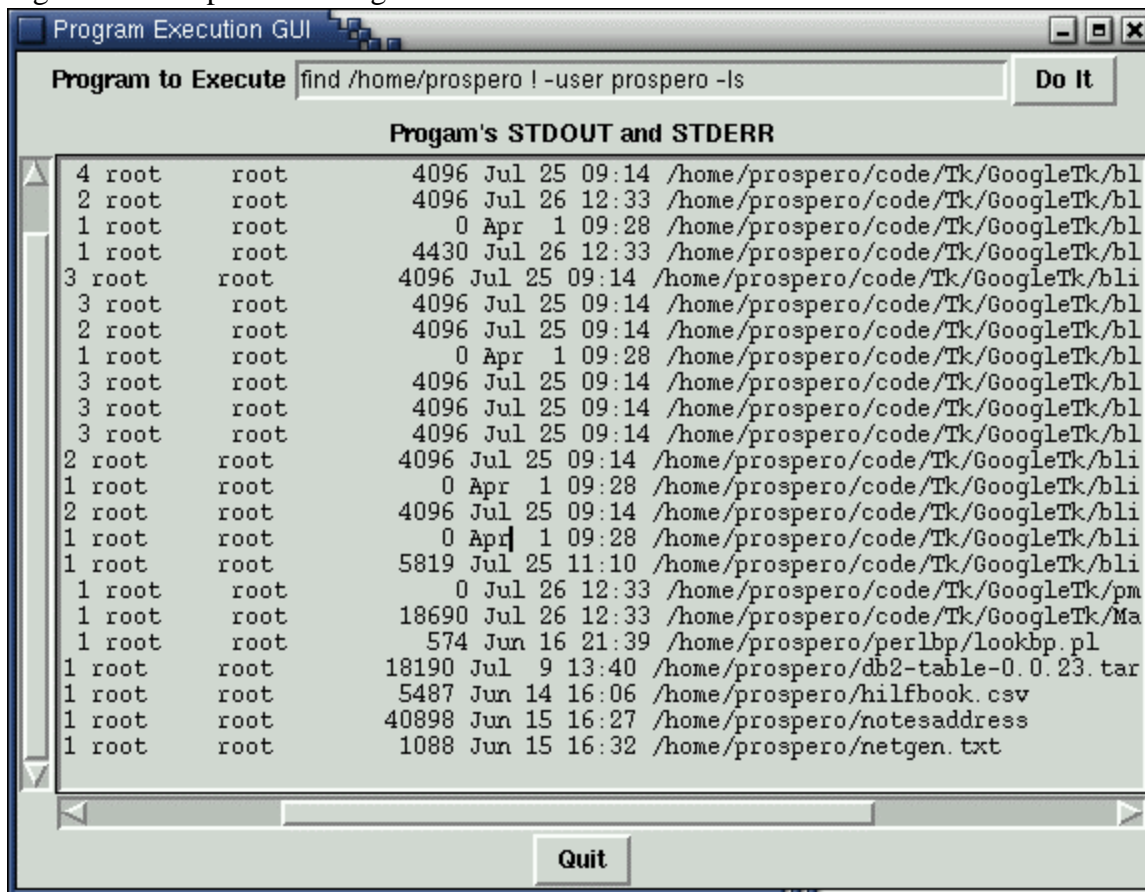 Program Execution GUI
Program to Execute find /home/prospero ! -user prospero -ls Do It
Progam's STDOUT and STDERR
4 root root 4096 Jul 25 09:14 /home/prospero/code/Tk/GoogleTk/bl
2 root root 4096 Jul 26 12:33 /home/prospero/code/Tk/GoogleTk/bl
1 root root 0 Apr 1 09:28 /home/prospero/code/Tk/GoogleTk/bl
1 root root 4430 Jul 26 12:33 /home/prospero/code/Tk/GoogleTk/bl
3 root root 4096 Jul 25 09:14 /home/prospero/code/Tk/GoogleTk/bli
3 root root 4096 Jul 25 09:14 /home/prospero/code/Tk/GoogleTk/bl
2 root root 4096 Jul 25 09:14 /home/prospero/code/Tk/GoogleTk/bl
1 root root 0 Apr 1 09:28 /home/prospero/code/Tk/GoogleTk/bl
3 root root 4096 Jul 25 09:14 /home/prospero/code/Tk/GoogleTk/bl
3 root root 4096 Jul 25 09:14 /home/prospero/code/Tk/GoogleTk/bl
3 root root 4096 Jul 25 09:14 /home/prospero/code/Tk/GoogleTk/bl
2 root root 4096 Jul 25 09:14 /home/prospero/code/Tk/GoogleTk/bli
1 root root 0 Apr 1 09:28 /home/prospero/code/Tk/GoogleTk/bli
2 root root 4096 Jul 25 09:14 /home/prospero/code/Tk/GoogleTk/bli
1 root root 0 Apr 1 09:28 /home/prospero/code/Tk/GoogleTk/bli
1 root root 5819 Jul 25 11:10 /home/prospero/code/Tk/GoogleTk/bli
1 root root 0 Jul 26 12:33 /home/prospero/code/Tk/GoogleTk/pm
1 root root 18690 Jul 26 12:33 /home/prospero/code/Tk/GoogleTk/Ma
1 root root 574 Jun 16 21:39 /home/prospero/perlbp/lookbp.pl
1 root root 18190 Jul 9 13:40 /home/prospero/db2-table-0.0.23.tar
1 root root 5487 Jun 14 16:06 /home/prospero/hilfbook.csv
1 root root 40898 Jun 15 16:27 /home/prospero/notesaddress
1 root root 1088 Jun 15 16:32 /home/prospero/netgen.txt
Quit